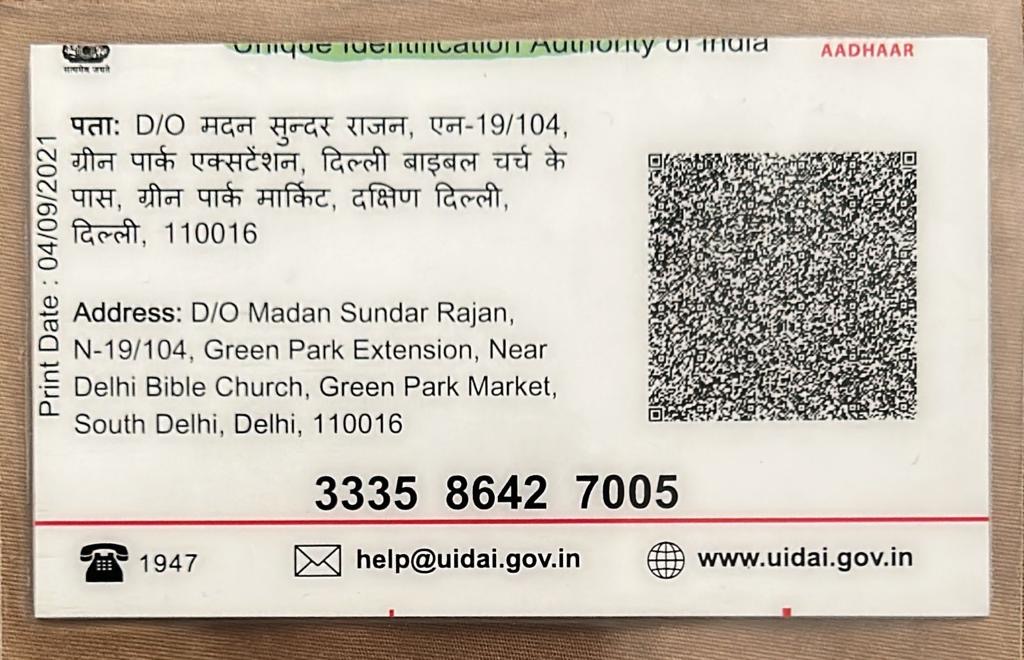 Unique Identification Authority of India
AADHAAR
सत्यमेव जयते
Print Date : 04/09/2021
पता: D/O मदन सुन्दर राजन, एन-19/104,
ग्रीन पार्क एक्सटेंशन, दिल्ली बाइबल चर्च के
पास, ग्रीन पार्क मार्किट, दक्षिण दिल्ली,
दिल्ली, 110016
Address: D/O Madan Sundar Rajan,
N-19/104, Green Park Extension, Near
Delhi Bible Church, Green Park Market,
South Delhi, Delhi, 110016
3335 8642 7005
1947
help@uidai.gov.in
www.uidai.gov.in